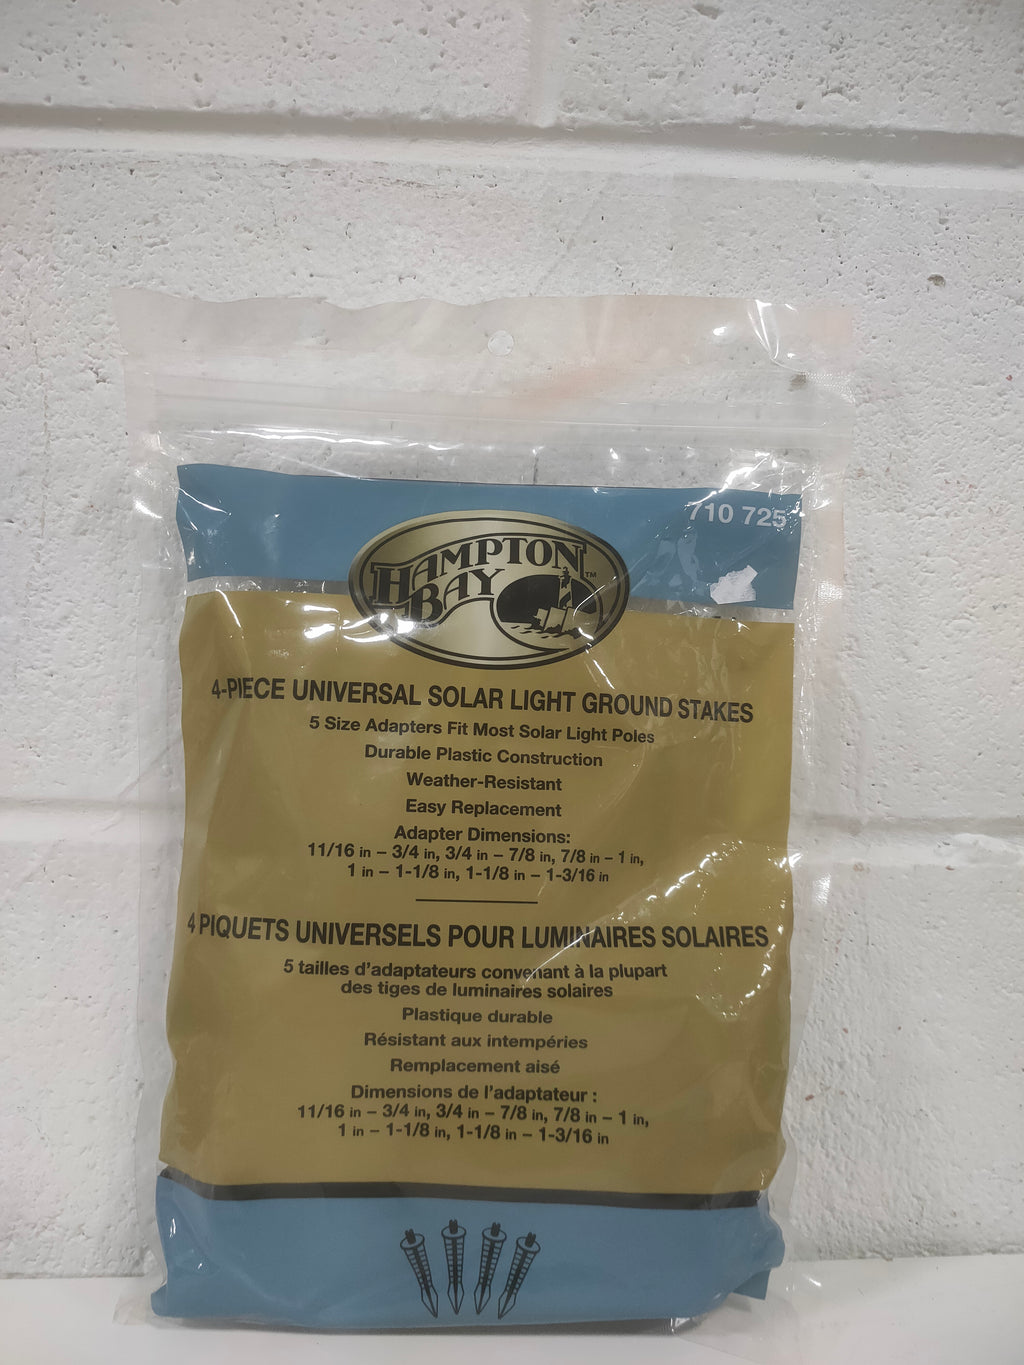 710 725
HAMPTON
BAY
™
4-PIECE UNIVERSAL SOLAR LIGHT GROUND STAKES
5 Size Adapters Fit Most Solar Light Poles
Durable Plastic Construction
Weather-Resistant
Easy Replacement
Adapter Dimensions:
11/16 in – 3/4 in, 3/4 in – 7/8 in, 7/8 in – 1 in,
1 in – 1-1/8 in, 1-1/8 in – 1-3/16 in
4 PIQUETS UNIVERSELS POUR LUMINAIRES SOLAIRES
5 tailles d'adaptateurs convenant à la plupart
des tiges de luminaires solaires
Plastique durable
Résistant aux intempéries
Remplacement aisé
Dimensions de l'adaptateur :
11/16 in – 3/4 in, 3/4 in – 7/8 in, 7/8 in – 1 in,
1 in – 1-1/8 in, 1-1/8 in – 1-3/16 in